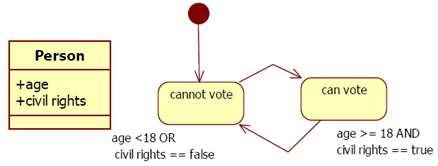 Person
+age
+civil rights
cannot vote
can vote
age <18 OR
civil rights == false
age >= 18 AND
civil rights == true